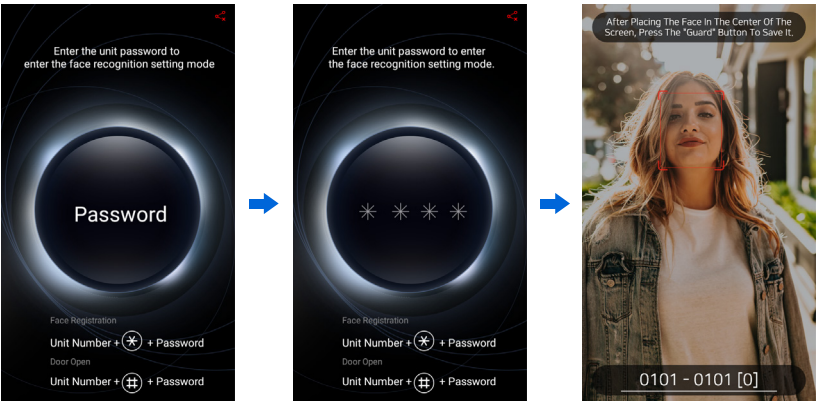 Enter the unit password to
enter the face recognition setting mode
Password
Face Registration
Unit Number + * + Password
Door Open
Unit Number + # + Password
Enter the unit password to enter
the face recognition setting mode.
* * * *
Face Registration
Unit Number + * + Password
Door Open
Unit Number + # + Password
After Placing The Face In The Center Of The
Screen, Press The "Guard" Button To Save It.
0101 - 0101 [0]